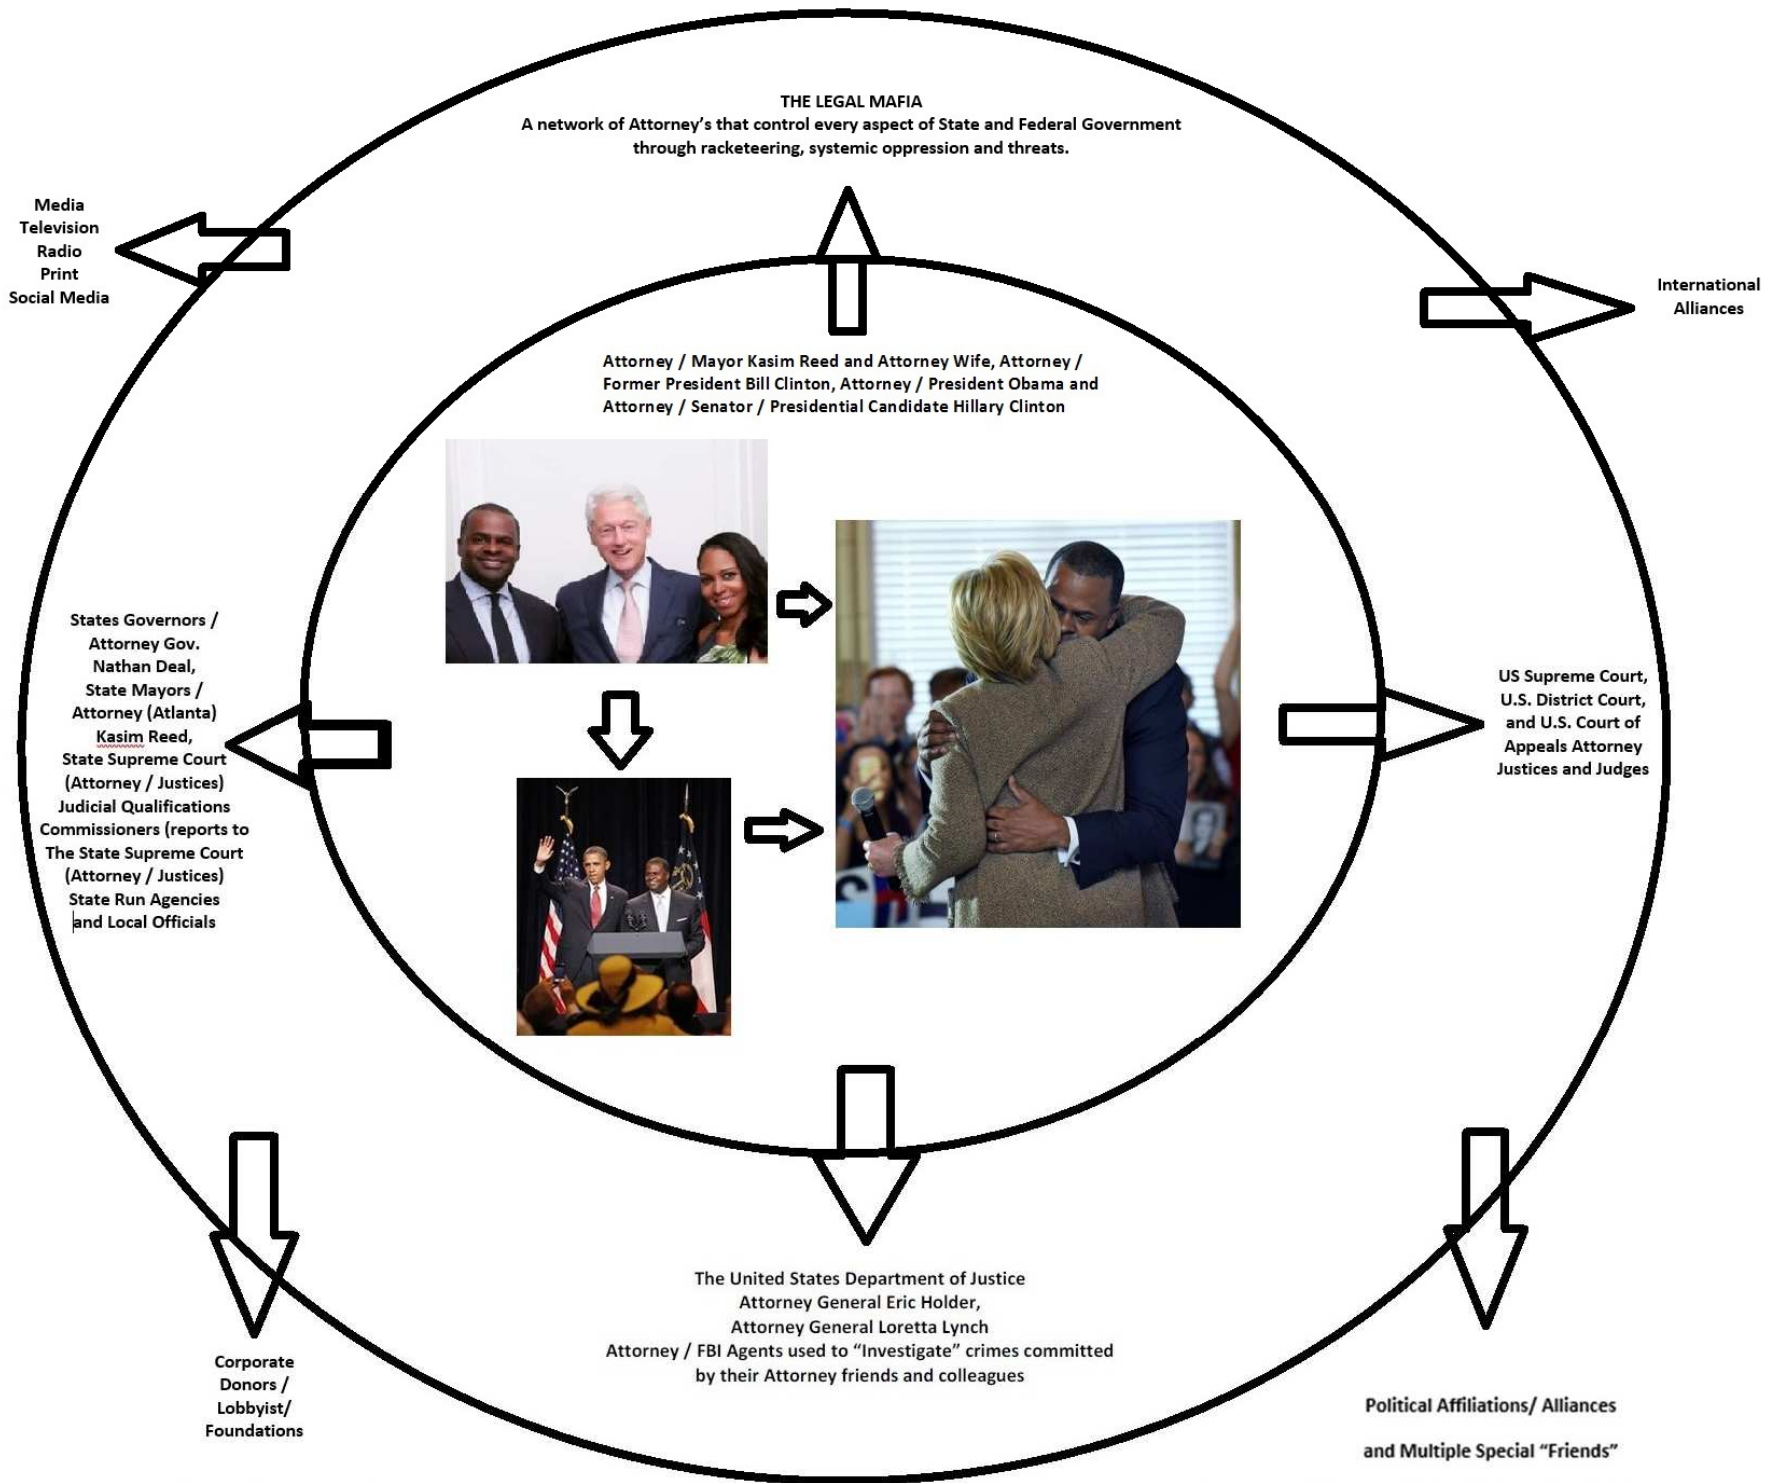 THE LEGAL MAFIA
A network of Attorney's that control every aspect of State and Federal Government
through racketeering, systemic oppression and threats.
Media
Television
Radio
Print
Social Media
International
Alliances
Attorney / Mayor Kasim Reed and Attorney Wife, Attorney /
Former President Bill Clinton, Attorney / President Obama and
Attorney / Senator / Presidential Candidate Hillary Clinton
States Governors /
Attorney Gov.
Nathan Deal,
State Mayors /
Attorney (Atlanta)
Kasim Reed,
State Supreme Court
(Attorney / Justices)
Judicial Qualifications
Commissioners (reports to
The State Supreme Court
(Attorney / Justices)
State Run Agencies
and Local Officials
US Supreme Court,
U.S. District Court,
and U.S. Court of
Appeals Attorney
Justices and Judges
The United States Department of Justice
Attorney General Eric Holder,
Attorney General Loretta Lynch
Attorney / FBI Agents used to “Investigate” crimes committed
by their Attorney friends and colleagues
Corporate
Donors /
Lobbyist/
Foundations
Political Affiliations/ Alliances
and Multiple Special “Friends”